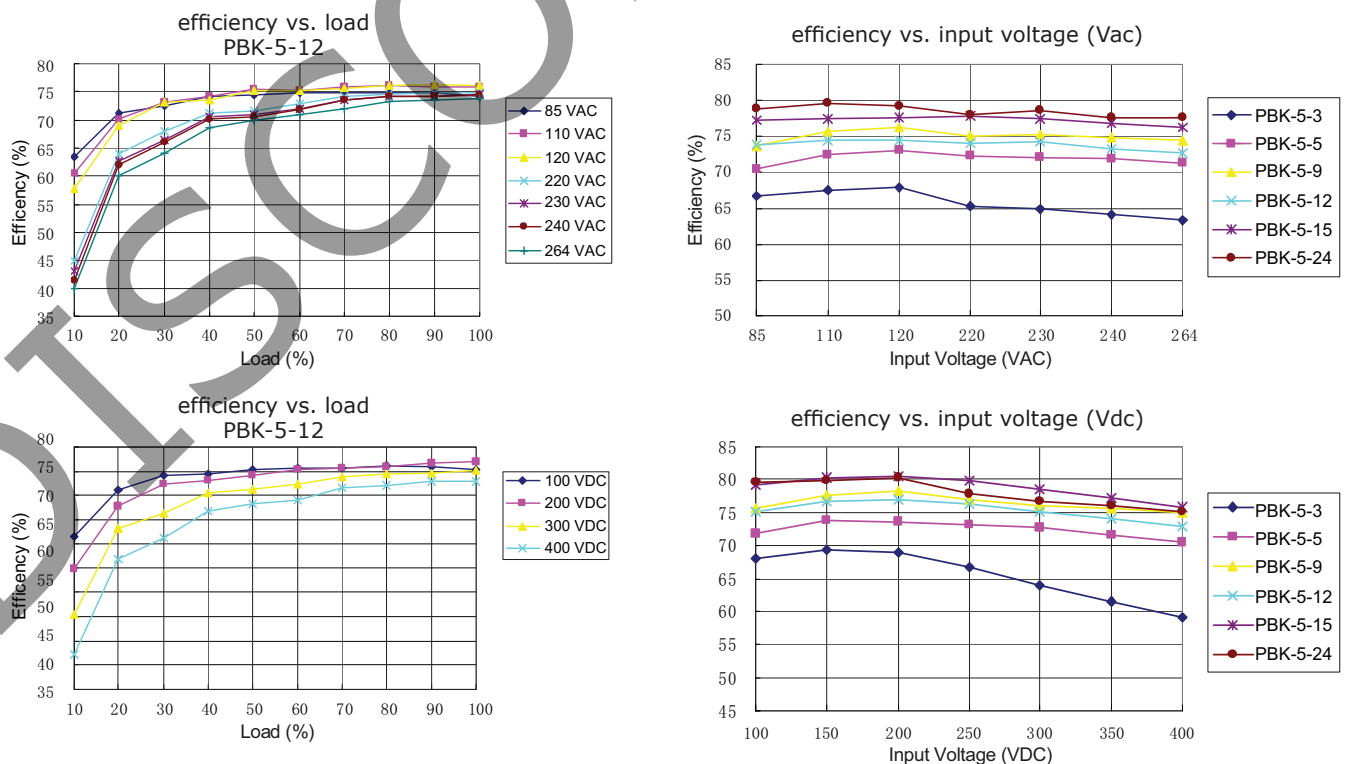 efficiency vs. load
PBK-5-12
80
75
70
65
60
55
50
45
40
35
Efficency (%)
10 20 30 40 50 60 70 80 90 100
Load (%)
85 VAC
110 VAC
120 VAC
220 VAC
230 VAC
240 VAC
264 VAC
efficiency vs. input voltage (Vac)
85
80
75
70
65
60
55
50
Efficiency (%)
85 110 120 220 230 240 264
Input Voltage (VAC)
PBK-5-3
PBK-5-5
PBK-5-9
PBK-5-12
PBK-5-15
PBK-5-24
efficiency vs. load
PBK-5-12
80
75
70
65
60
55
50
45
40
35
Efficency (%)
10 20 30 40 50 60 70 80 90 100
Load (%)
100 VDC
200 VDC
300 VDC
400 VDC
efficiency vs. input voltage (Vdc)
85
80
75
70
65
60
55
50
45
Efficiency (%)
100 150 200 250 300 350 400
Input Voltage (VDC)
PBK-5-3
PBK-5-5
PBK-5-9
PBK-5-12
PBK-5-15
PBK-5-24
DISCO